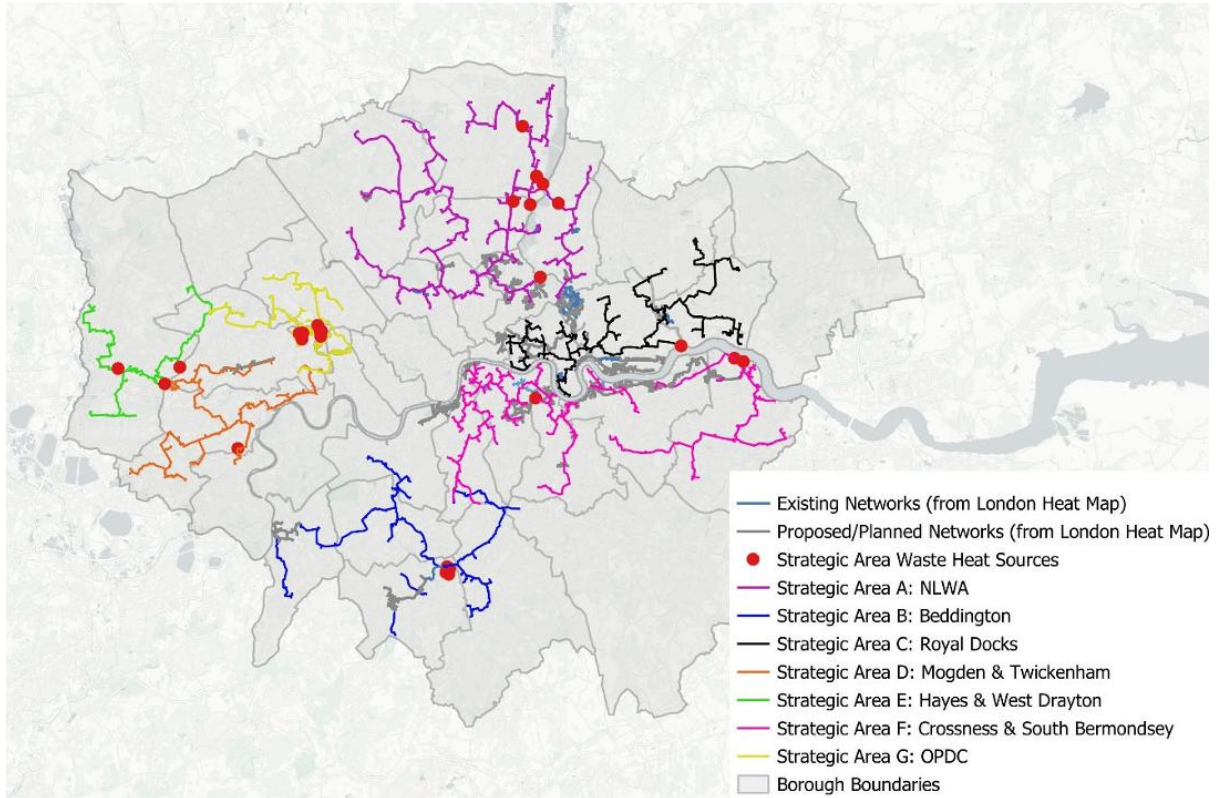 Existing Networks (from London Heat Map)
Proposed/Planned Networks (from London Heat Map)
Strategic Area Waste Heat Sources
Strategic Area A: NLWA
Strategic Area B: Beddington
Strategic Area C: Royal Docks
Strategic Area D: Mogden & Twickenham
Strategic Area E: Hayes & West Drayton
Strategic Area F: Crossness & South Bermondsey
Strategic Area G: OPDC
Borough Boundaries